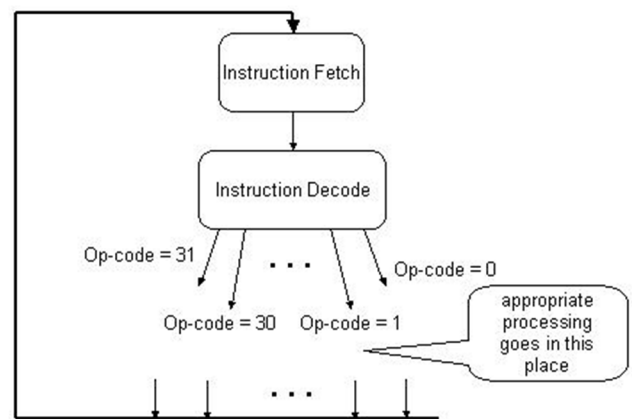 Instruction Fetch
Instruction Decode
Op-code = 31
. . .
Op-code = 0
Op-code = 30
Op-code = 1
appropriate
processing
goes in this
place
. . .